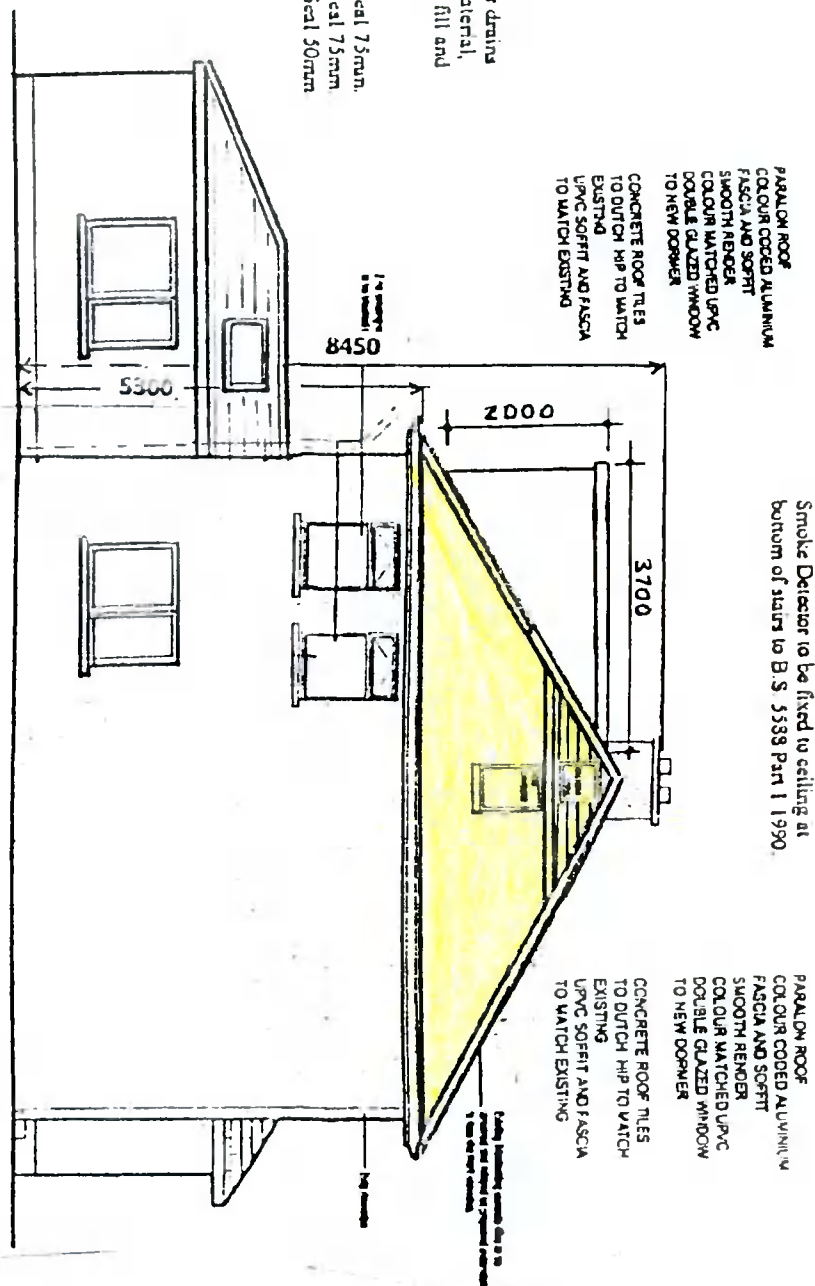 r drains
aterial,
fill and
eal 75mm.
eal 75mm
eal 50mm
PARALON ROOF
COLOUR CODED ALUMINIUM
FASCIA AND SOFFIT
SMOOTH RENDER
COLOUR MATCHED UPVC
DOUBLE GLAZED WINDOW
TO NEW DORMER
CONCRETE ROOF TILES
TO DUTCH HIP TO MATCH
EXISTING
UPVC SOFFIT AND FASCIA
TO MATCH EXISTING
Smoke Detector to be fixed to ceiling at
bottom of stairs to B.S. 5588 Part 1 1990.
PARALON ROOF
COLOUR CODED ALUMINIUM
FASCIA AND SOFFIT
SMOOTH RENDER
COLOUR MATCHED UPVC
DOUBLE GLAZED WINDOW
TO NEW DORMER
CONCRETE ROOF TILES
TO DUTCH HIP TO MATCH
EXISTING
UPVC SOFFIT AND FASCIA
TO MATCH EXISTING
8450
5300
2000
3700